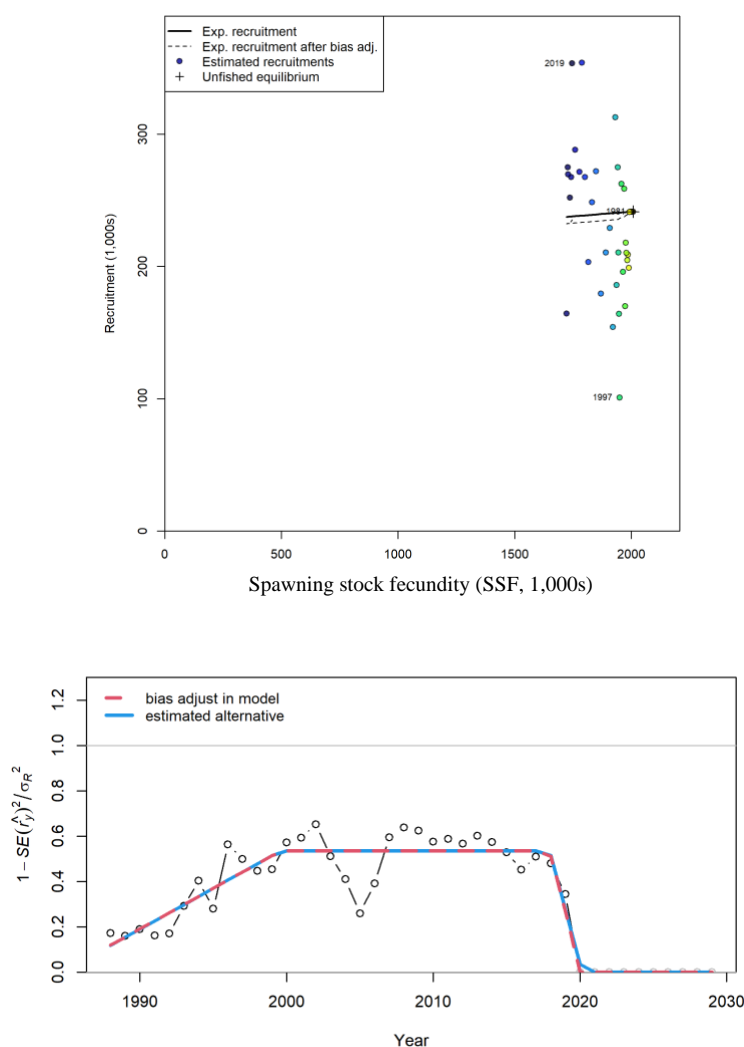 Exp. recruitment
Exp. recruitment after bias adj.
Estimated recruitments
Unfished equilibrium
2019
1981
1997
Recruitment (1,000s)
300
200
100
0
0 500 1000 1500 2000
Spawning stock fecundity (SSF, 1,000s)
bias adjust in model
estimated alternative
1 − SE(r̂y)² / σR²
1.2
1.0
0.8
0.6
0.4
0.2
0.0
1990 2000 2010 2020 2030
Year